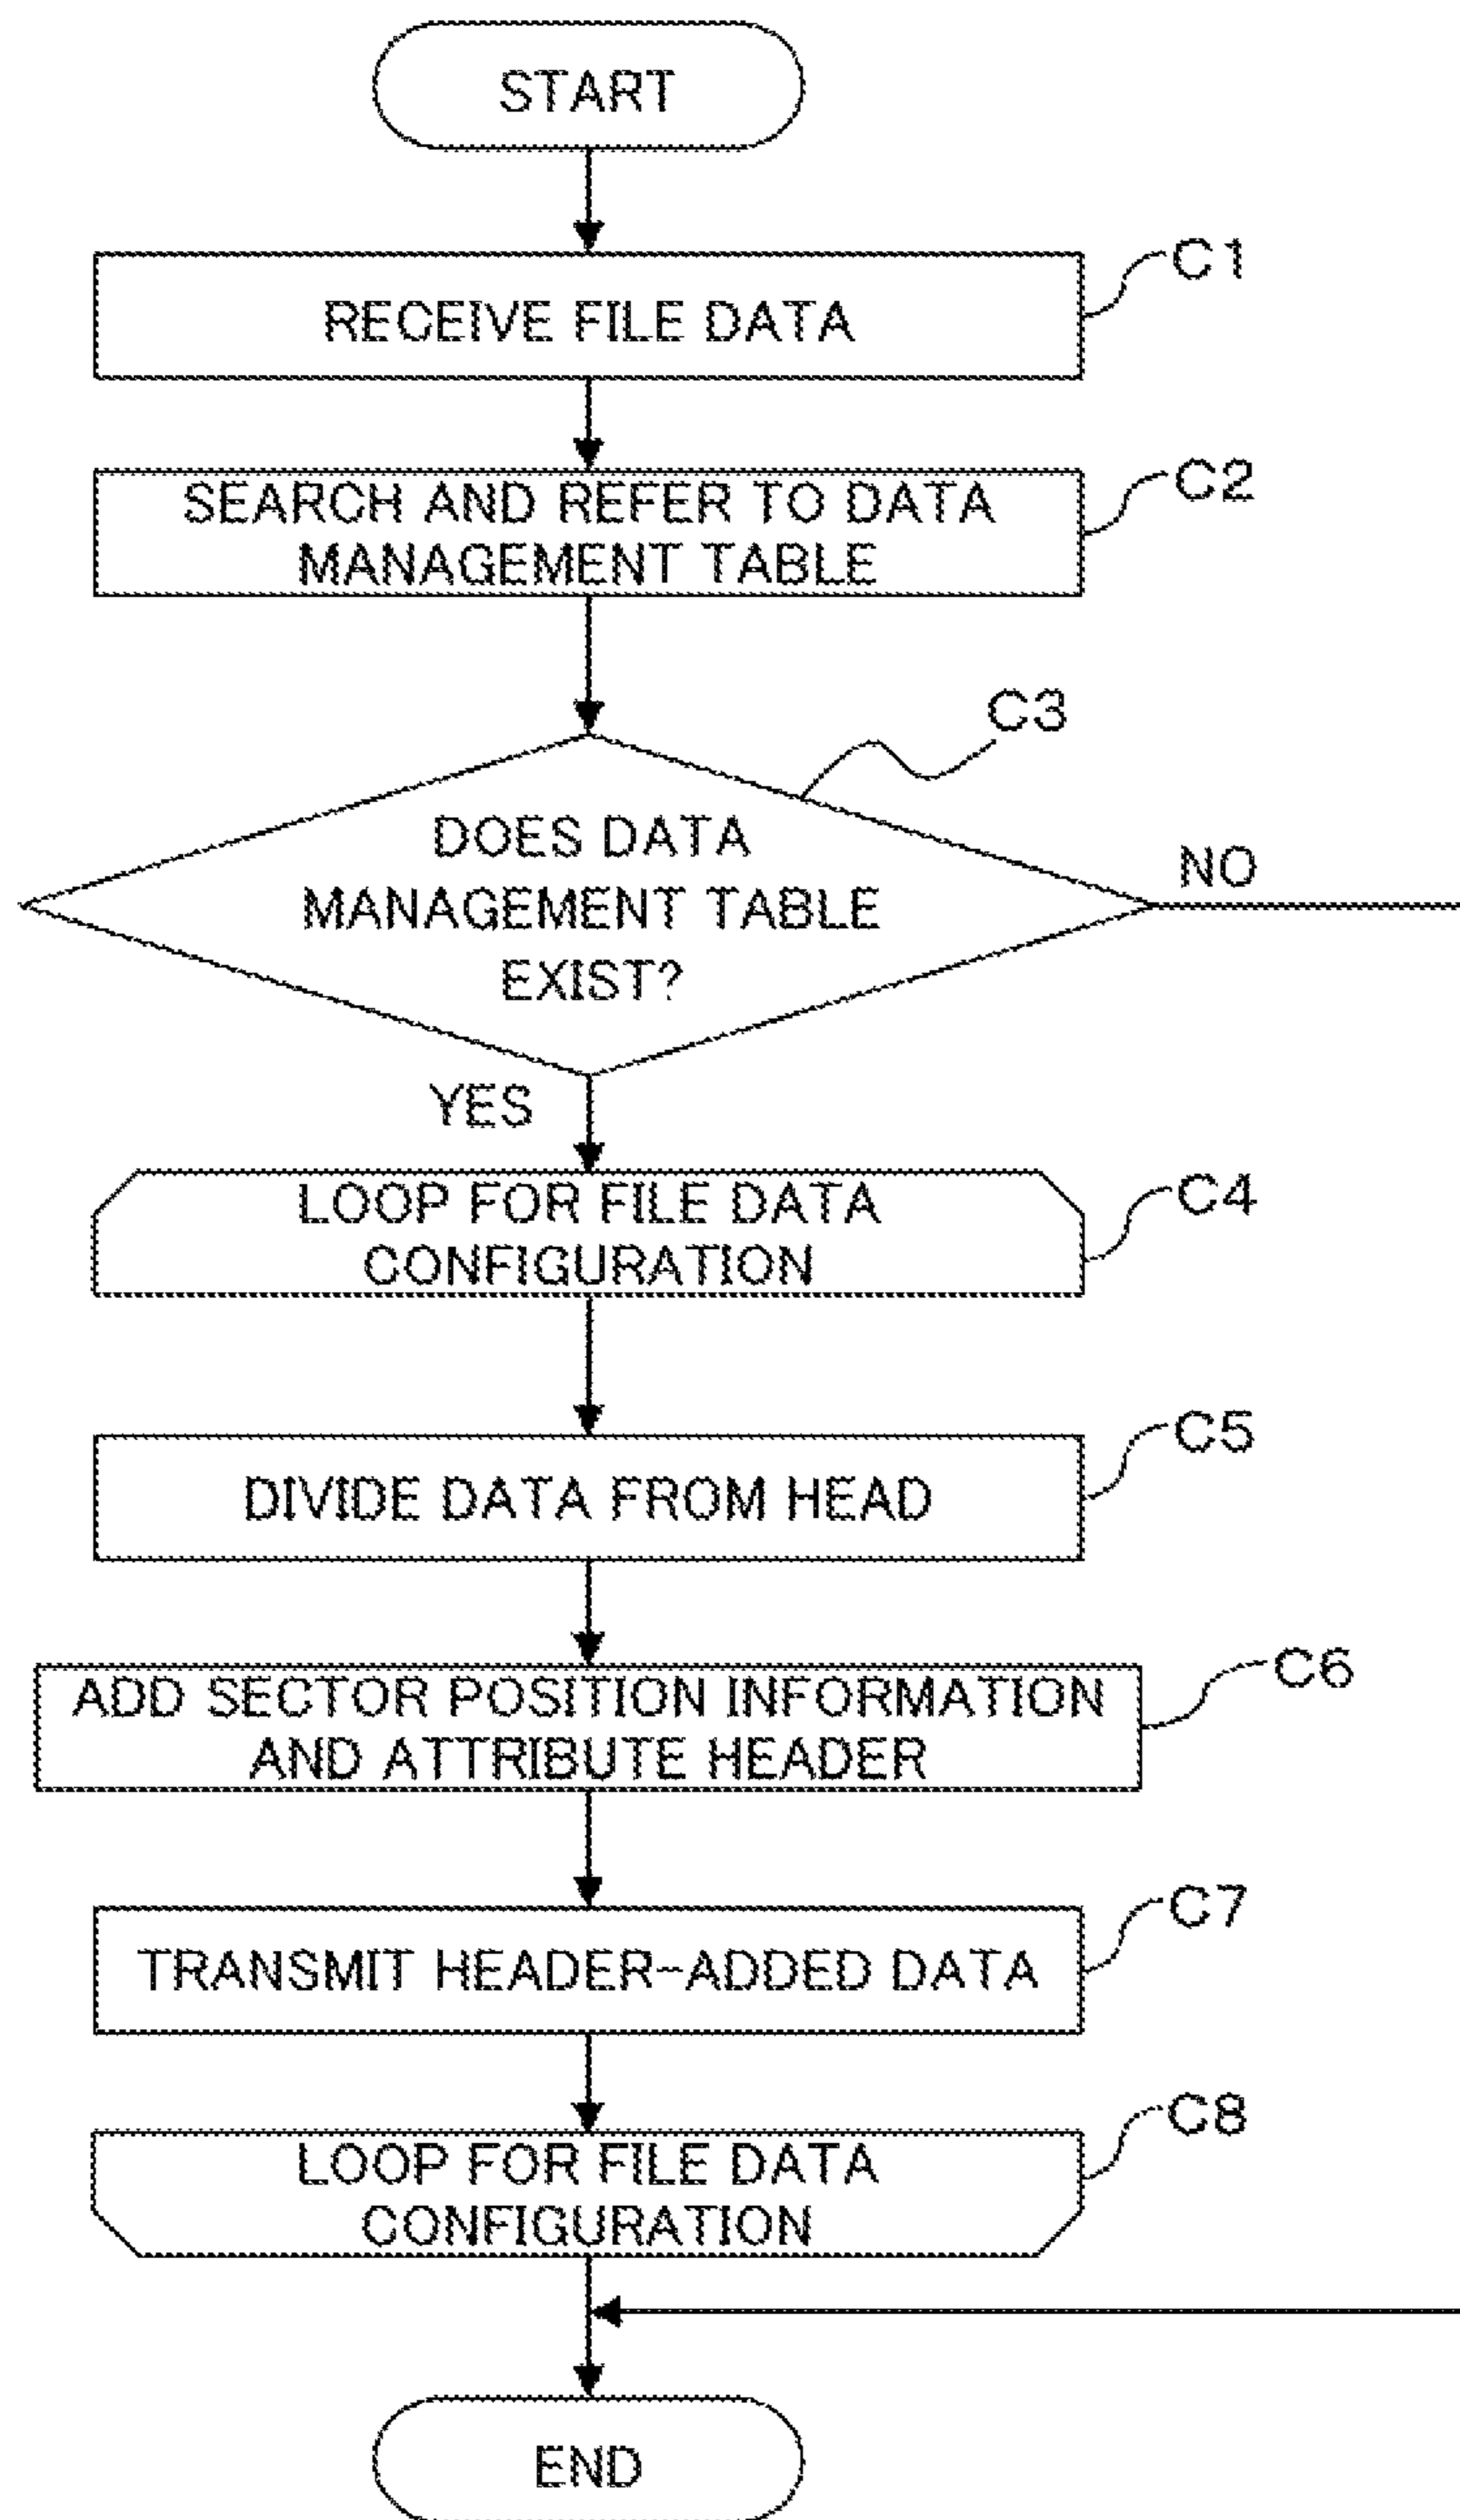 START
C1
RECEIVE FILE DATA
C2
SEARCH AND REFER TO DATA
MANAGEMENT TABLE
C3
DOES DATA
MANAGEMENT TABLE
EXIST?
NO
YES
C4
LOOP FOR FILE DATA
CONFIGURATION
C5
DIVIDE DATA FROM HEAD
C6
ADD SECTOR POSITION INFORMATION
AND ATTRIBUTE HEADER
C7
TRANSMIT HEADER-ADDED DATA
C8
LOOP FOR FILE DATA
CONFIGURATION
END